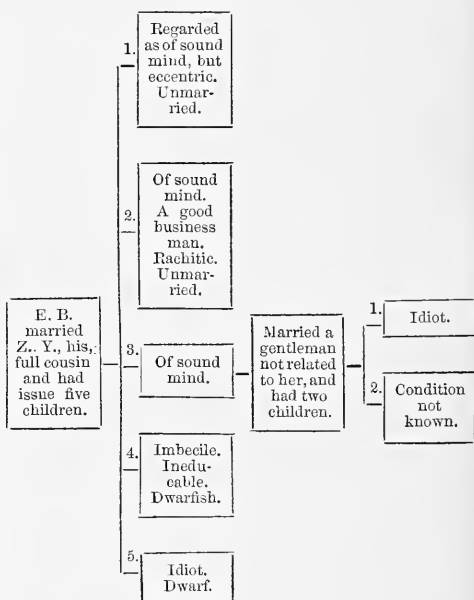 1.
Regarded
as of sound
mind, but
eccentric.
Unmar-
ried.
2.
Of sound
mind.
A good
business
man.
Rachitic.
Unmar-
ried.
E. B.
married
Z. Y., his,
full cousin
and had
issue five
children.
3.
Of sound
mind.
Married a
gentleman
not related
to her, and
had two
children.
1.
Idiot.
2.
Condition
not
known.
4.
Imbecile.
Inedu-
cable.
Dwarfish.
5.
Idiot.
Dwarf.